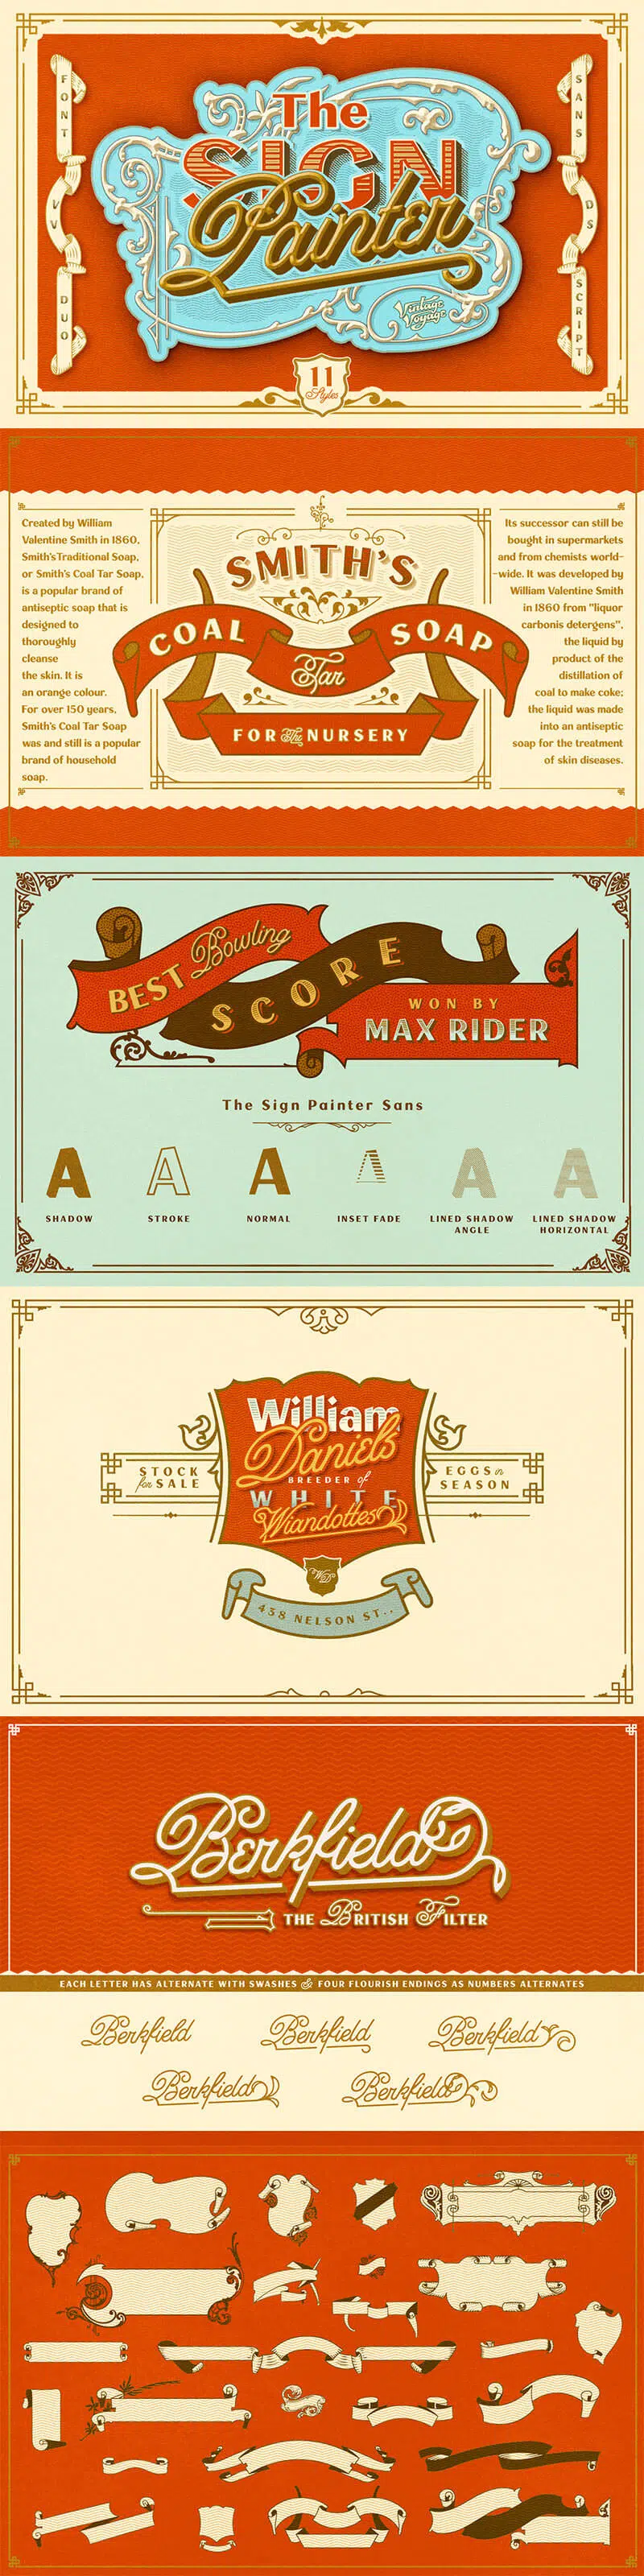 The
SIGN
Painter
Vintage
Voyage
FONT
DUO
SANS
SCRIPT
11
Styles
Created by William
Valentine Smith in 1860,
Smith'sTraditional Soap,
or Smith's Coal Tar Soap,
is a popular brand of
antiseptic soap that is
designed to
thoroughly
cleanse
the skin. It is
an orange colour.
For over 150 years,
Smith's Coal Tar Soap
was and still is a popular
brand of household
soap.
SMITH'S
COAL
Tar
SOAP
FOR The NURSERY
Its successor can still be
bought in supermarkets
and from chemists world-
-wide. It was developed by
William Valentine Smith
in 1860 from "liquor
carbonis detergens",
the liquid by
product of the
distillation of
coal to make coke;
the liquid was made
into an antiseptic
soap for the treatment
of skin diseases.
BEST Bowling
SCORE
WON BY
MAX RIDER
The Sign Painter Sans
A A A A A A
SHADOW
STROKE
NORMAL
INSET FADE
LINED SHADOW
ANGLE
LINED SHADOW
HORIZONTAL
William
Daniels
BREEDER of
WHITE
Wiandottes
STOCK
for SALE
EGGS in
SEASON
WD
438 NELSON ST..
Berkfield
THE BRITISH FILTER
EACH LETTER HAS ALTERNATE WITH SWASHES & FOUR FLOURISH ENDINGS AS NUMBERS ALTERNATES
Berkfield Berkfield Berkfield
Berkfield Berkfield